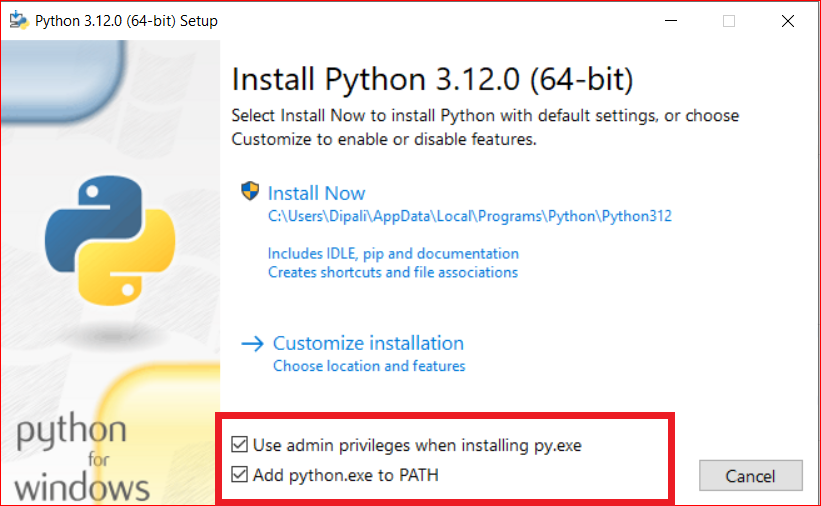 Python 3.12.0 (64-bit) Setup
Install Python 3.12.0 (64-bit)
Select Install Now to install Python with default settings, or choose
Customize to enable or disable features.
Install Now
C:\Users\Dipali\AppData\Local\Programs\Python\Python312
Includes IDLE, pip and documentation
Creates shortcuts and file associations
Customize installation
Choose location and features
python
for
windows
Use admin privileges when installing py.exe
Add python.exe to PATH
Cancel